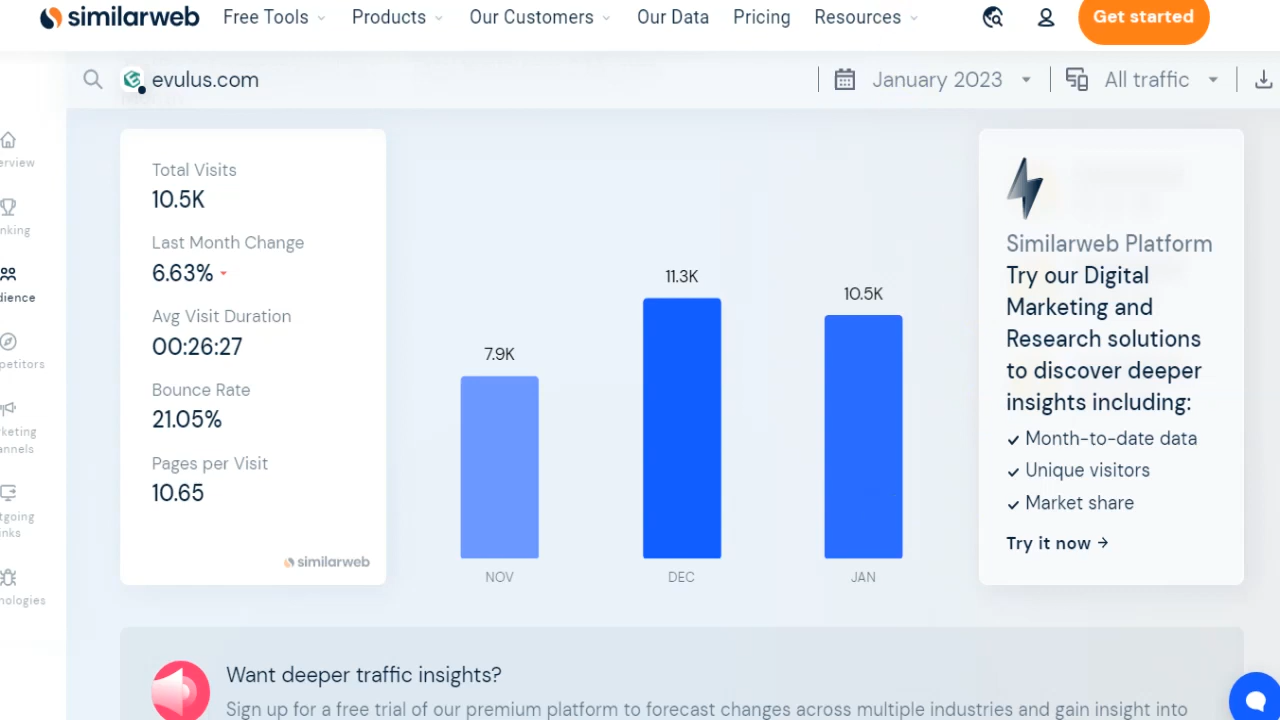 similarweb
Free Tools
Products
Our Customers
Our Data
Pricing
Resources
Get started
evulus.com
January 2023
All traffic
Total Visits
10.5K
Last Month Change
6.63%
Avg Visit Duration
00:26:27
Bounce Rate
21.05%
Pages per Visit
10.65
similarweb
7.9K
11.3K
10.5K
NOV
DEC
JAN
Similarweb Platform
Try our Digital
Marketing and
Research solutions
to discover deeper
insights including:
Month-to-date data
Unique visitors
Market share
Try it now →
erview
nking
dience
petitors
keting
nnels
tgoing
inks
nologies
Want deeper traffic insights?
Sign up for a free trial of our premium platform to forecast changes across multiple industries and gain insight into